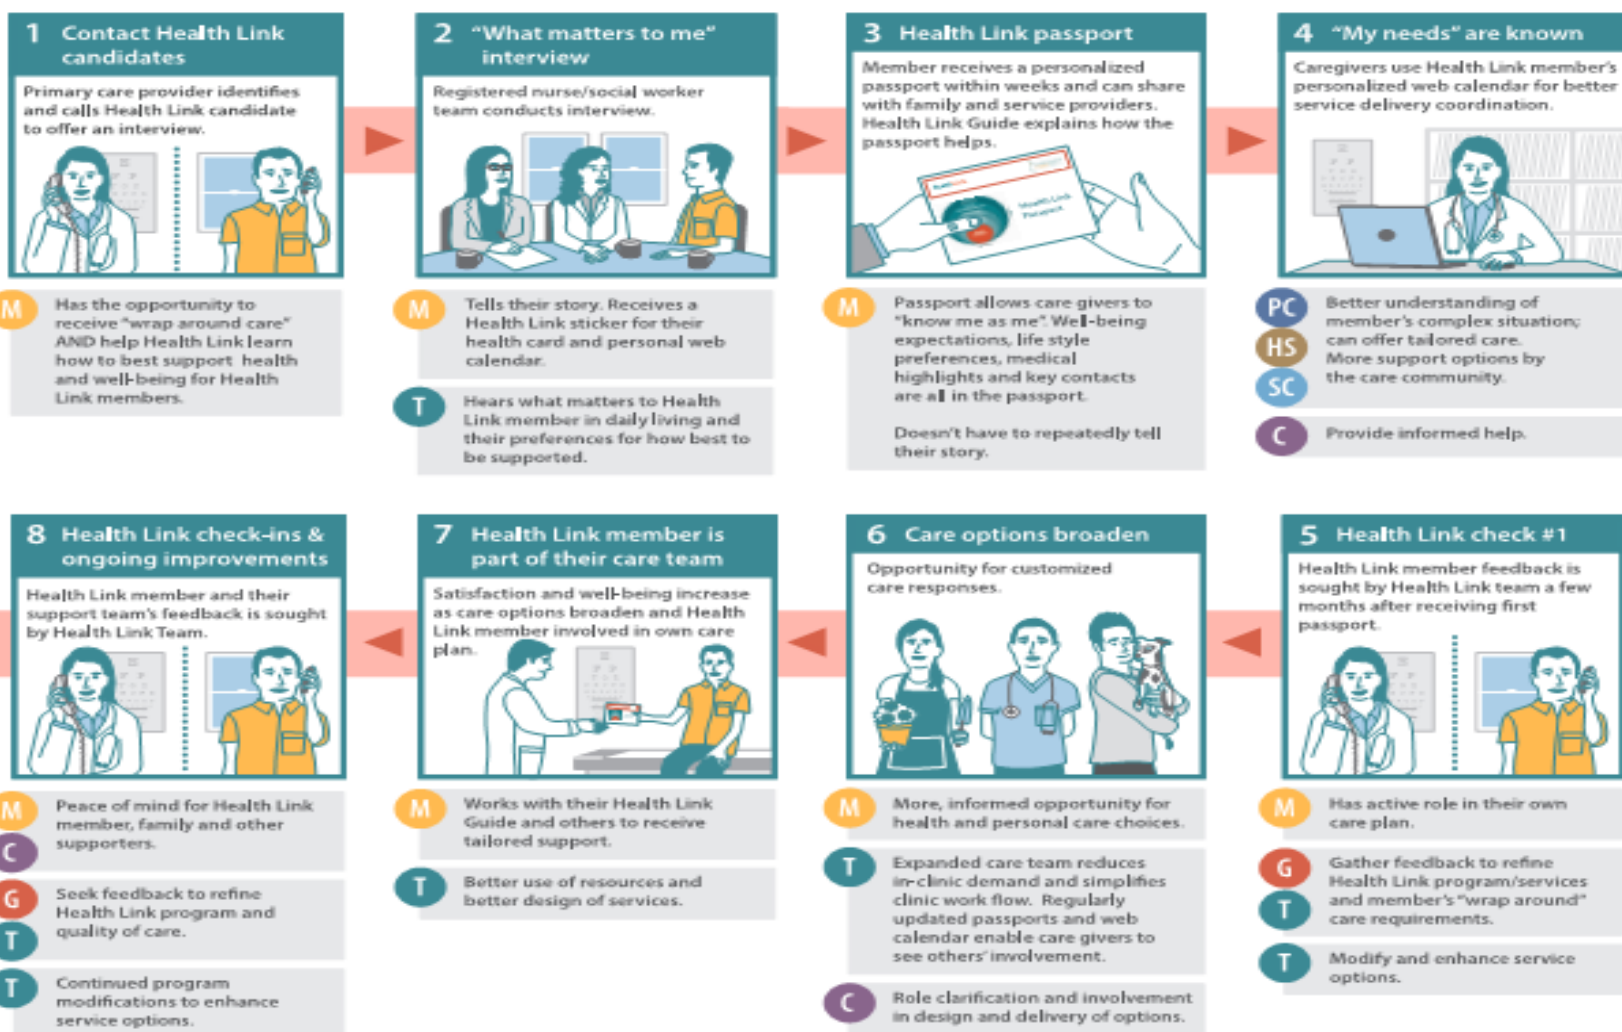 1 Contact Health Link
candidates
Primary care provider identifies
and calls Health Link candidate
to offer an interview.
M
Has the opportunity to
receive "wrap around care"
AND help Health Link learn
how to best support health
and well-being for Health
Link members.
2 "What matters to me"
interview
Registered nurse/social worker
team conducts interview.
M
Tells their story. Receives a
Health Link sticker for their
health card and personal web
calendar.
T
Hears what matters to Health
Link member in daily living and
their preferences for how best to
be supported.
3 Health Link passport
Member receives a personalized
passport within weeks and can share
with family and service providers.
Health Link Guide explains how the
passport helps.
Health Link
Passport
M
Passport allows care givers to
"know me as me". Well-being
expectations, life style
preferences, medical
highlights and key contacts
are all in the passport.
Doesn't have to repeatedly tell
their story.
4 "My needs" are known
Caregivers use Health Link member's
personalized web calendar for better
service delivery coordination.
PC
HS
SC
Better understanding of
member's complex situation;
can offer tailored care.
More support options by
the care community.
C
Provide informed help.
5 Health Link check #1
Health Link member feedback is
sought by Health Link team a few
months after receiving first
passport.
M
Has active role in their own
care plan.
G
T
Gather feedback to refine
Health Link program/services
and member's "wrap around"
care requirements.
T
Modify and enhance service
options.
6 Care options broaden
Opportunity for customized
care responses.
M
More, informed opportunity for
health and personal care choices.
T
Expanded care team reduces
in-clinic demand and simplifies
clinic work flow. Regularly
updated passports and web
calendar enable care givers to
see others' involvement.
C
Role clarification and involvement
in design and delivery of options.
7 Health Link member is
part of their care team
Satisfaction and well-being increase
as care options broaden and Health
Link member involved in own care
plan.
M
Works with their Health Link
Guide and others to receive
tailored support.
T
Better use of resources and
better design of services.
8 Health Link check-ins &
ongoing improvements
Health Link member and their
support team's feedback is sought
by Health Link Team.
M
C
Peace of mind for Health Link
member, family and other
supporters.
G
T
Seek feedback to refine
Health Link program and
quality of care.
T
Continued program
modifications to enhance
service options.